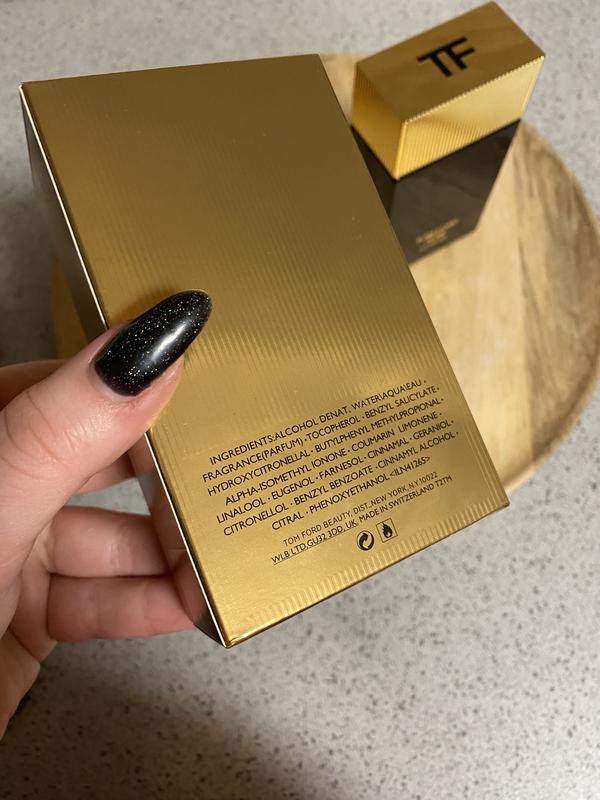 TF
INGREDIENTS:ALCOHOL DENAT. WATER\AQUA\EAU •
FRAGRANCE(PARFUM) • TOCOPHEROL • BENZYL SALICYLATE •
HYDROXYCITRONELLAL • BUTYLPHENYL METHYLPROPIONAL •
ALPHA-ISOMETHYL IONONE • COUMARIN LIMONENE •
LINALOOL • EUGENOL • FARNESOL • CINNAMAL • GERANIOL •
CITRONELLOL • BENZYL BENZOATE • CINNAMYL ALCOHOL •
CITRAL • PHENOXYETHANOL <ILN41265>
TOM FORD BEAUTY, DIST., NEW YORK, N.Y.10022
WLB LTD,GU32 3DD, UK, MADE IN SWITZERLAND T2TM